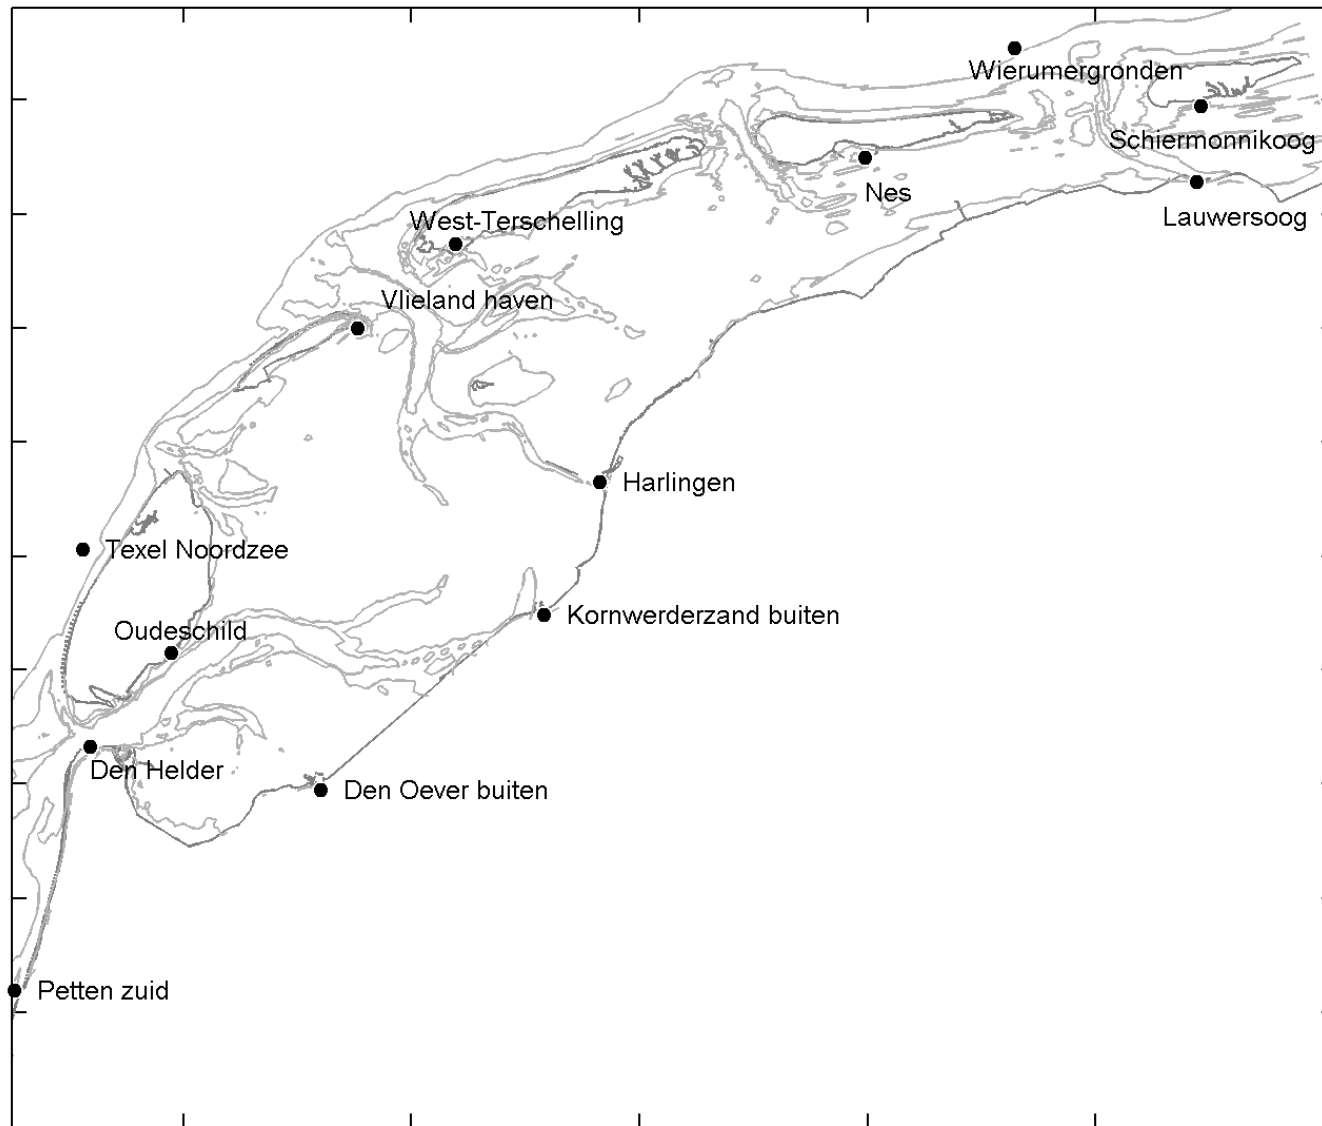 Wierumergronden
Schiermonnikoog
Nes
Lauwersoog
West-Terschelling
Vlieland haven
Harlingen
Texel Noordzee
Kornwerderzand buiten
Oudeschild
Den Helder
Den Oever buiten
Petten zuid